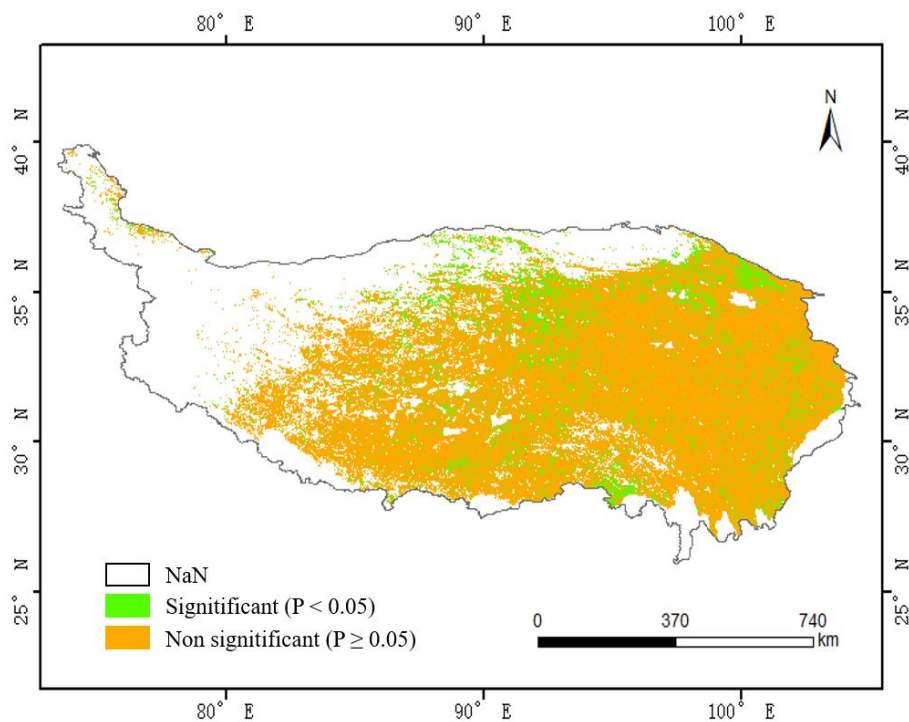 80° E 90° E 100° E
N
40° N 40° N
35° N 35° N
30° N 30° N
25° N 25° N
NaN
Signitificant (P < 0.05)
Non signitificant (P ≥ 0.05)
0 370 740
km
80° E 90° E 100° E